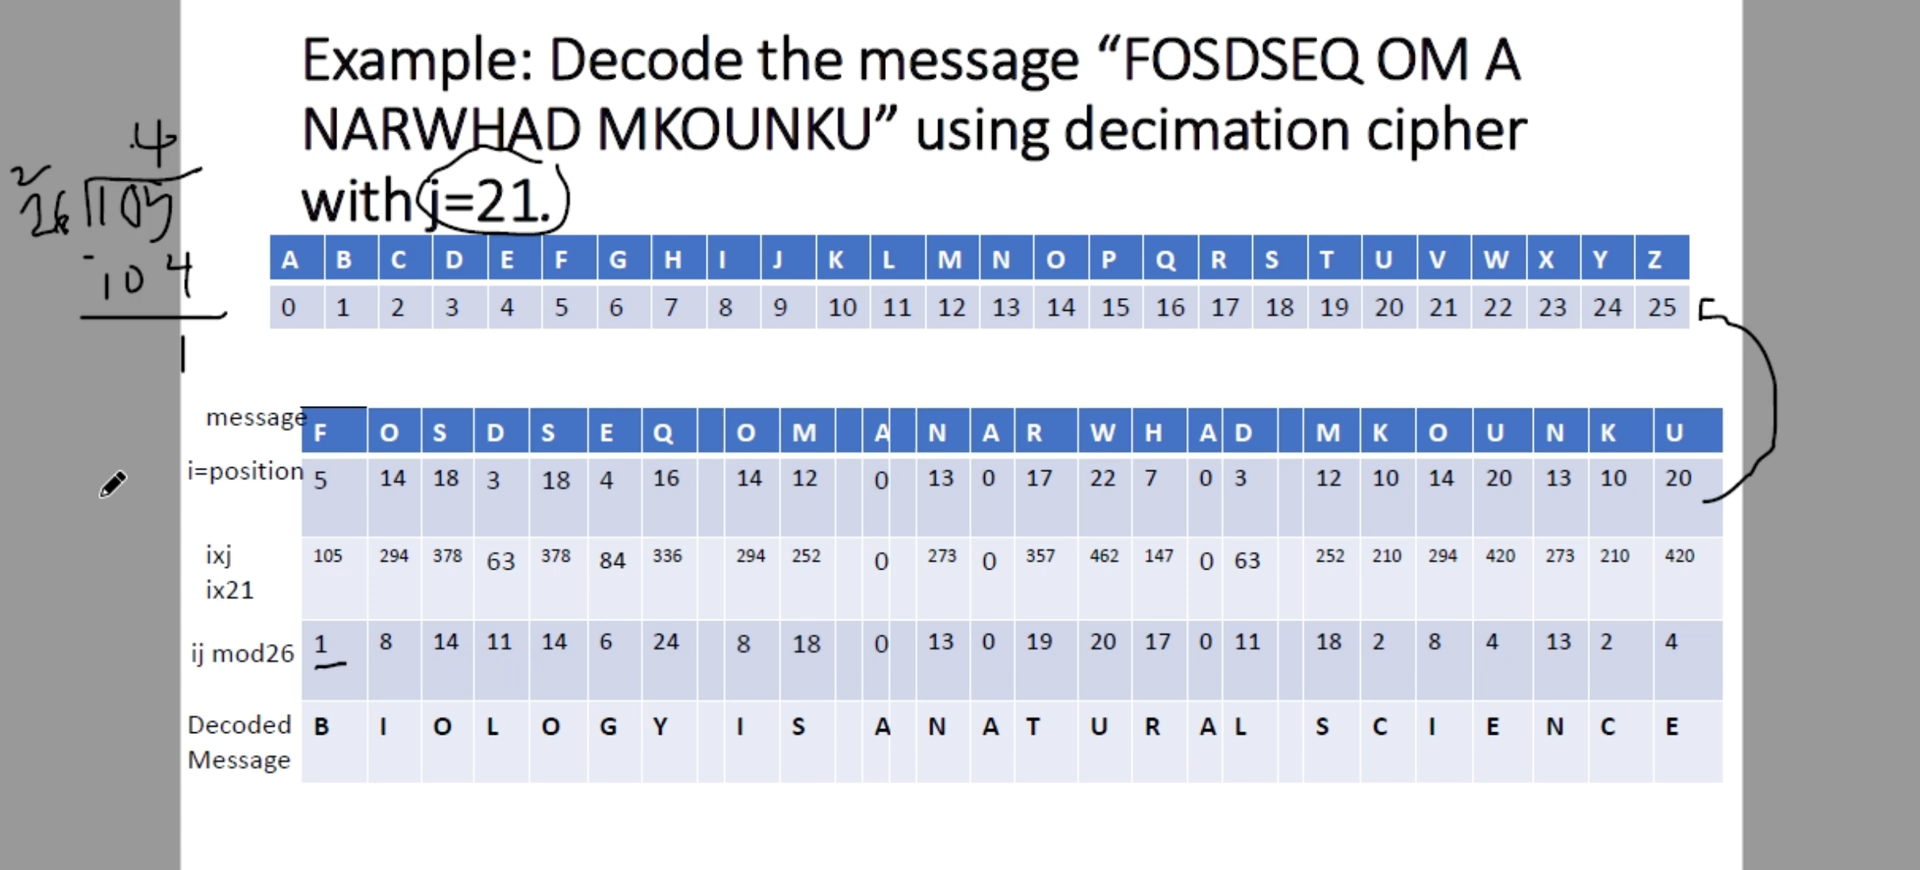 Example: Decode the message “FOSDSEQ OM A
NARWHAD MKOUNKU” using decimation cipher
with j=21.
4
2
26 105
- 104
1
A B C D E F G H I J K L M N O P Q R S T U V W X Y Z
0 1 2 3 4 5 6 7 8 9 10 11 12 13 14 15 16 17 18 19 20 21 22 23 24 25
message F O S D S E Q O M A N A R W H A D M K O U N K U
i=position 5 14 18 3 18 4 16 14 12 0 13 0 17 22 7 0 3 12 10 14 20 13 10 20
ixj 105 294 378 63 378 84 336 294 252 0 273 0 357 462 147 0 63 252 210 294 420 273 210 420
ix21
ij mod26 1 8 14 11 14 6 24 8 18 0 13 0 19 20 17 0 11 18 2 8 4 13 2 4
Decoded B I O L O G Y I S A N A T U R A L S C I E N C E
Message